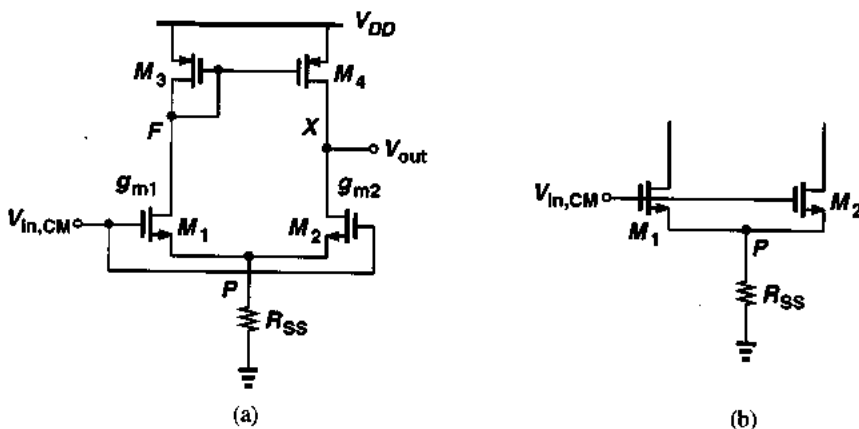 V_DD
M_3
M_4
F
X
V_out
g_m1
g_m2
V_in,CM
M_1
M_2
P
R_SS
(a)
V_in,CM
M_1
M_2
P
R_SS
(b)